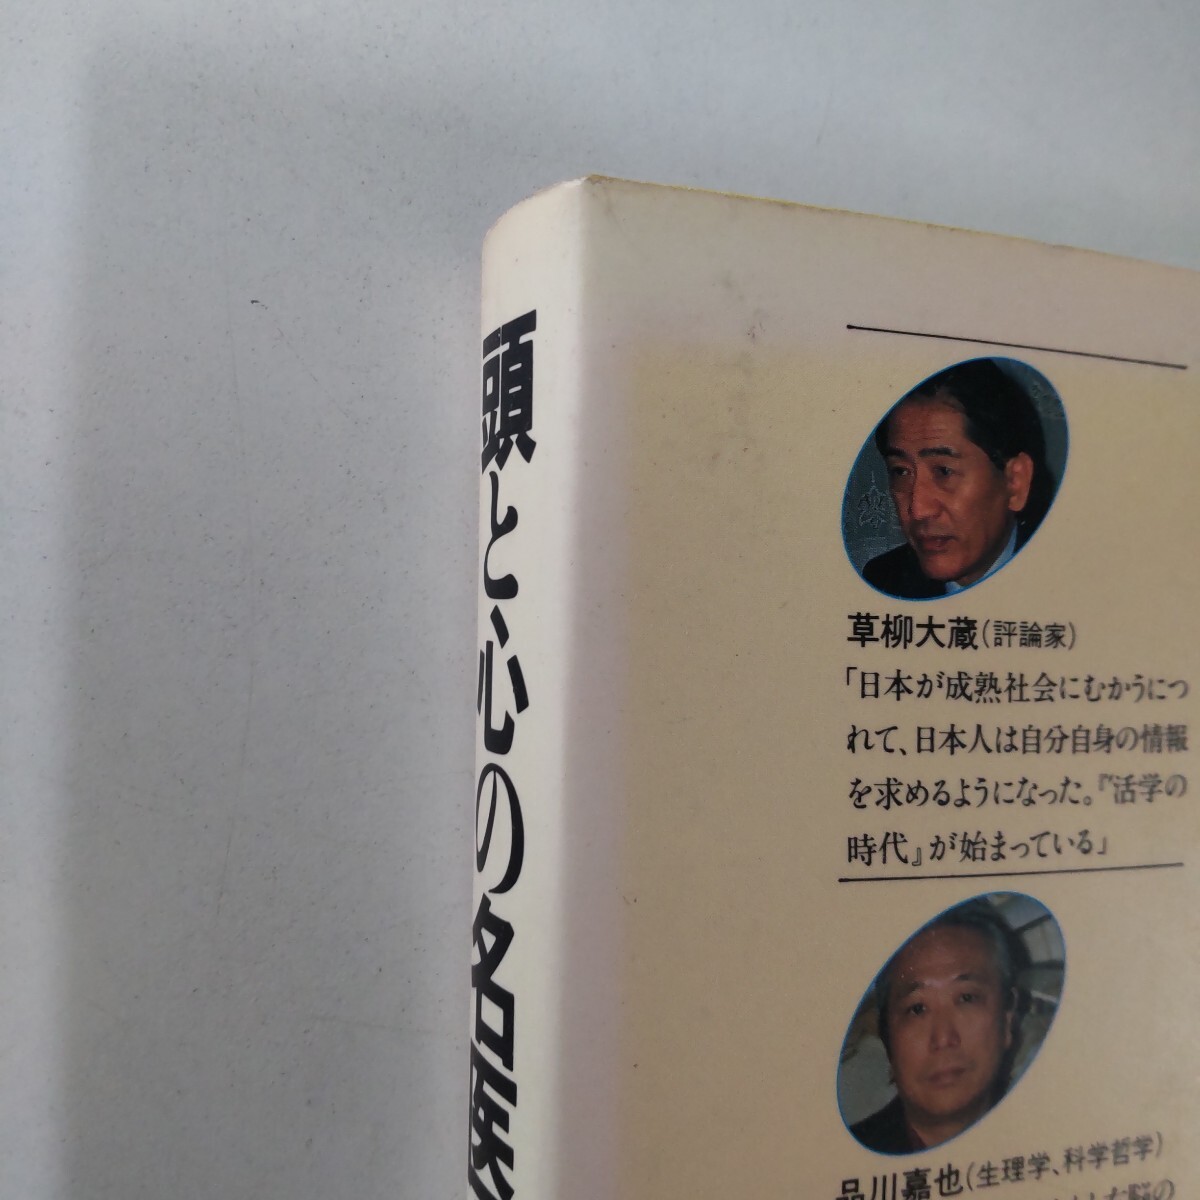 頭と心の名医
草柳大蔵(評論家)
「日本が成熟社会にむかうにつ
れて、日本人は自分自身の情報
を求めるようになった。『活学の
時代』が始まっている」
品川嘉也(生理学、科学哲学)
脳の